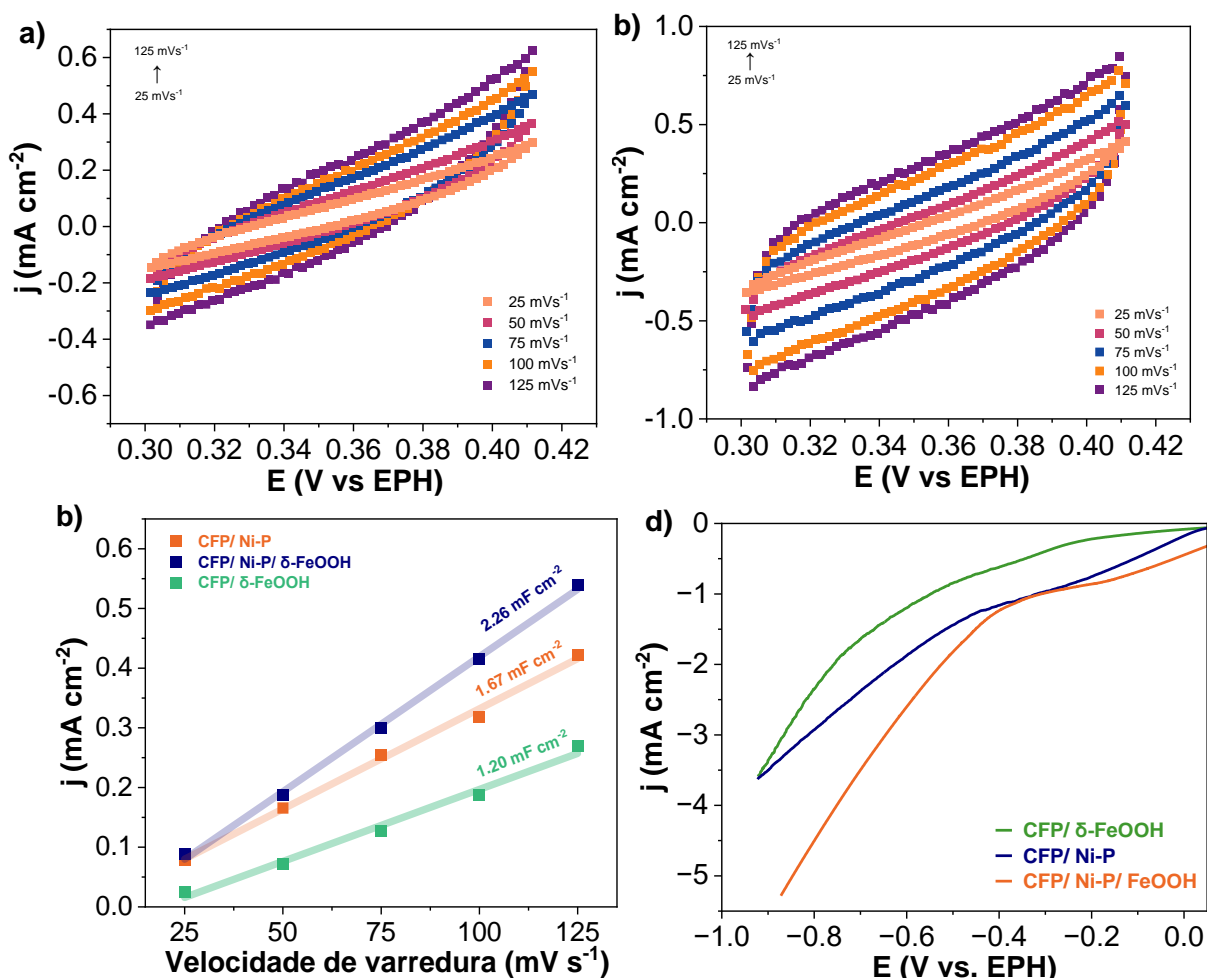 a)
125 mVs⁻¹
↑
25 mVs⁻¹
0.6
0.4
0.2
0.0
-0.2
-0.4
-0.6
j (mA cm⁻²)
25 mVs⁻¹
50 mVs⁻¹
75 mVs⁻¹
100 mVs⁻¹
125 mVs⁻¹
0.30 0.32 0.34 0.36 0.38 0.40 0.42
E (V vs EPH)
b)
125 mVs⁻¹
↑
25 mVs⁻¹
1.0
0.5
0.0
-0.5
-1.0
j (mA cm⁻²)
25 mVs⁻¹
50 mVs⁻¹
75 mVs⁻¹
100 mVs⁻¹
125 mVs⁻¹
0.30 0.32 0.34 0.36 0.38 0.40 0.42
E (V vs EPH)
b)
CFP/ Ni-P
CFP/ Ni-P/ δ-FeOOH
CFP/ δ-FeOOH
0.6
0.5
0.4
0.3
0.2
0.1
0.0
j (mA cm⁻²)
2.26 mF cm⁻²
1.67 mF cm⁻²
1.20 mF cm⁻²
25 50 75 100 125
Velocidade de varredura (mV s⁻¹)
d)
0
−1
−2
−3
−4
−5
j (mA cm⁻²)
CFP/ δ-FeOOH
CFP/ Ni-P
CFP/ Ni-P/ FeOOH
−1.0 −0.8 −0.6 −0.4 −0.2 0.0
E (V vs. EPH)